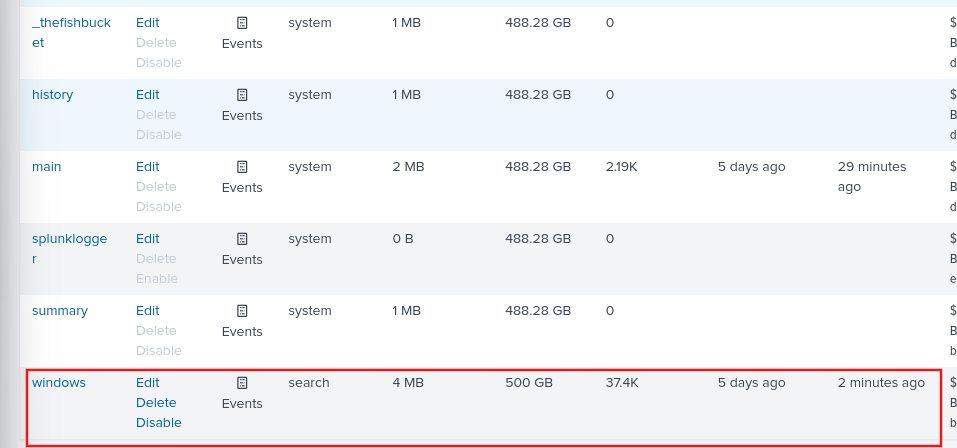 _thefishbuck Edit system 1 MB 488.28 GB 0 $
et Delete Events B
Disable d
history Edit system 1 MB 488.28 GB 0 $
Delete Events B
Disable d
main Edit system 2 MB 488.28 GB 2.19K 5 days ago 29 minutes $
Delete Events ago B
Disable d
splunklogge Edit system 0 B 488.28 GB 0 $
r Delete Events B
Enable e
summary Edit system 1 MB 488.28 GB 0 $
Delete Events B
Disable b
windows Edit search 4 MB 500 GB 37.4K 5 days ago 2 minutes ago $
Delete Events B
Disable b